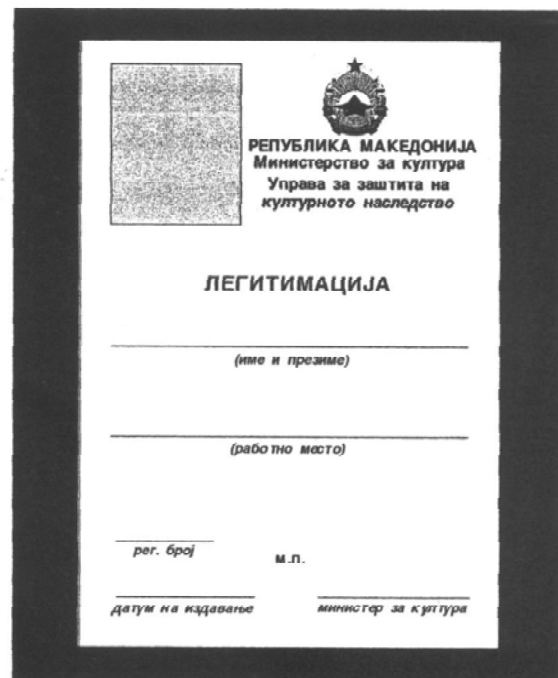 РЕПУБЛИКА МАКЕДОНИЈА
Министерство за култура
Управа за заштита на
културното наследство
ЛЕГИТИМАЦИЈА
(име и презиме)
(работно место)
рег. број
м.п.
датум на издавање
министер за култура